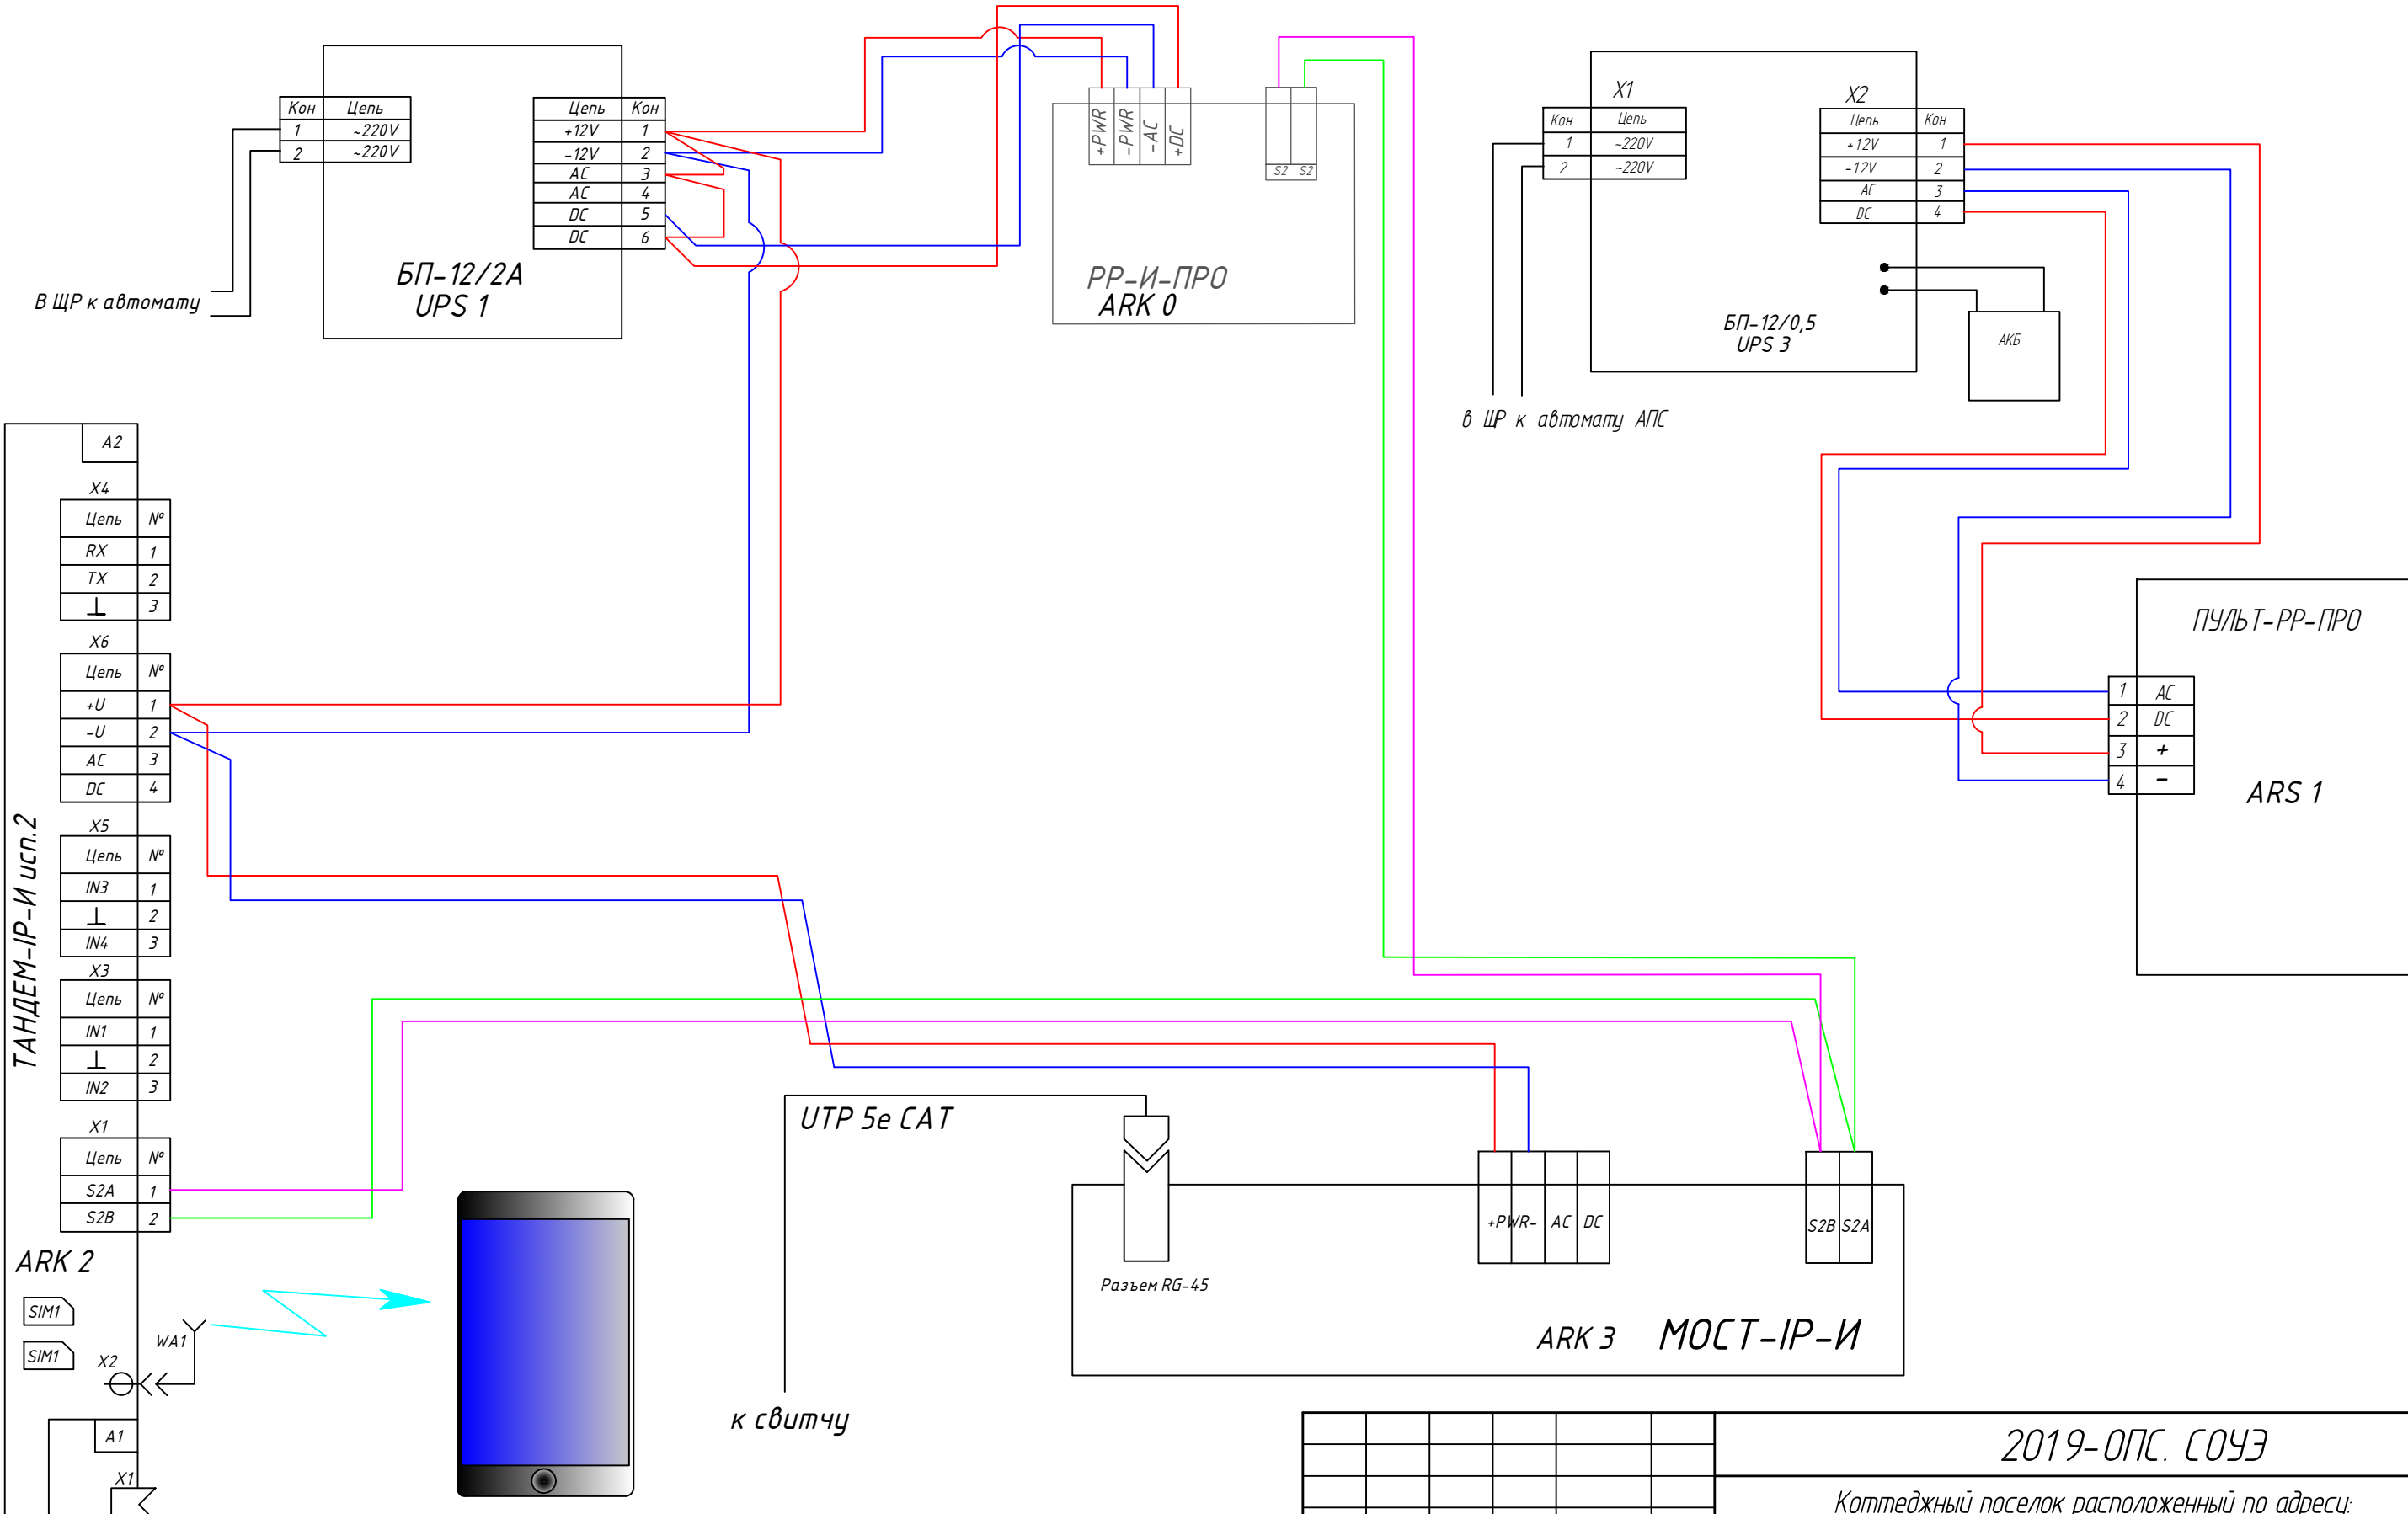 Кон Цепь
1 ~220V
2 ~220V
Цепь Кон
+12V 1
-12V 2
AC 3
AC 4
DC 5
DC 6
БП-12/2А
UPS 1
В ЩР к автомату
+PWR
-PWR
-AC
+DC
S2 S2
РР-И-ПРО
ARK 0
X1
Кон Цепь
1 ~220V
2 ~220V
X2
Цепь Кон
+12V 1
-12V 2
AC 3
DC 4
БП-12/0,5
UPS 3
АКБ
в ЩР к автомату АПС
ПУЛЬТ-РР-ПРО
1 AC
2 DC
3 +
4 -
ARS 1
A2
X4
Цепь №
RX 1
TX 2
⊥ 3
X6
Цепь №
+U 1
-U 2
AC 3
DC 4
X5
Цепь №
IN3 1
⊥ 2
IN4 3
X3
Цепь №
IN1 1
⊥ 2
IN2 3
X1
Цепь №
S2A 1
S2B 2
ТАНДЕМ-IP-И исп.2
ARK 2
SIM1
SIM1
X2
WA1
A1
X1
UTP 5e CAT
к свитчу
Разъем RG-45
+PWR- AC DC
S2B S2A
ARK 3 МОСТ-IP-И
2019-ОПС. СОУЭ
Коттеджный поселок расположенный по адресу: